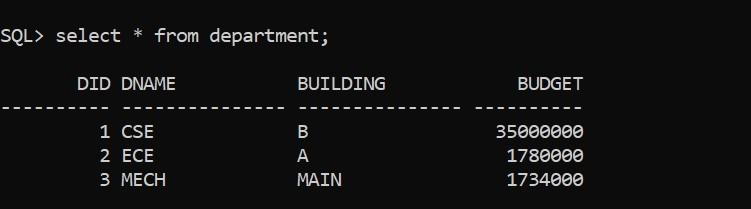 SQL> select * from department;
       DID DNAME           BUILDING            BUDGET
---------- --------------- --------------- ----------
         1 CSE             B                 35000000
         2 ECE             A                  1780000
         3 MECH            MAIN               1734000